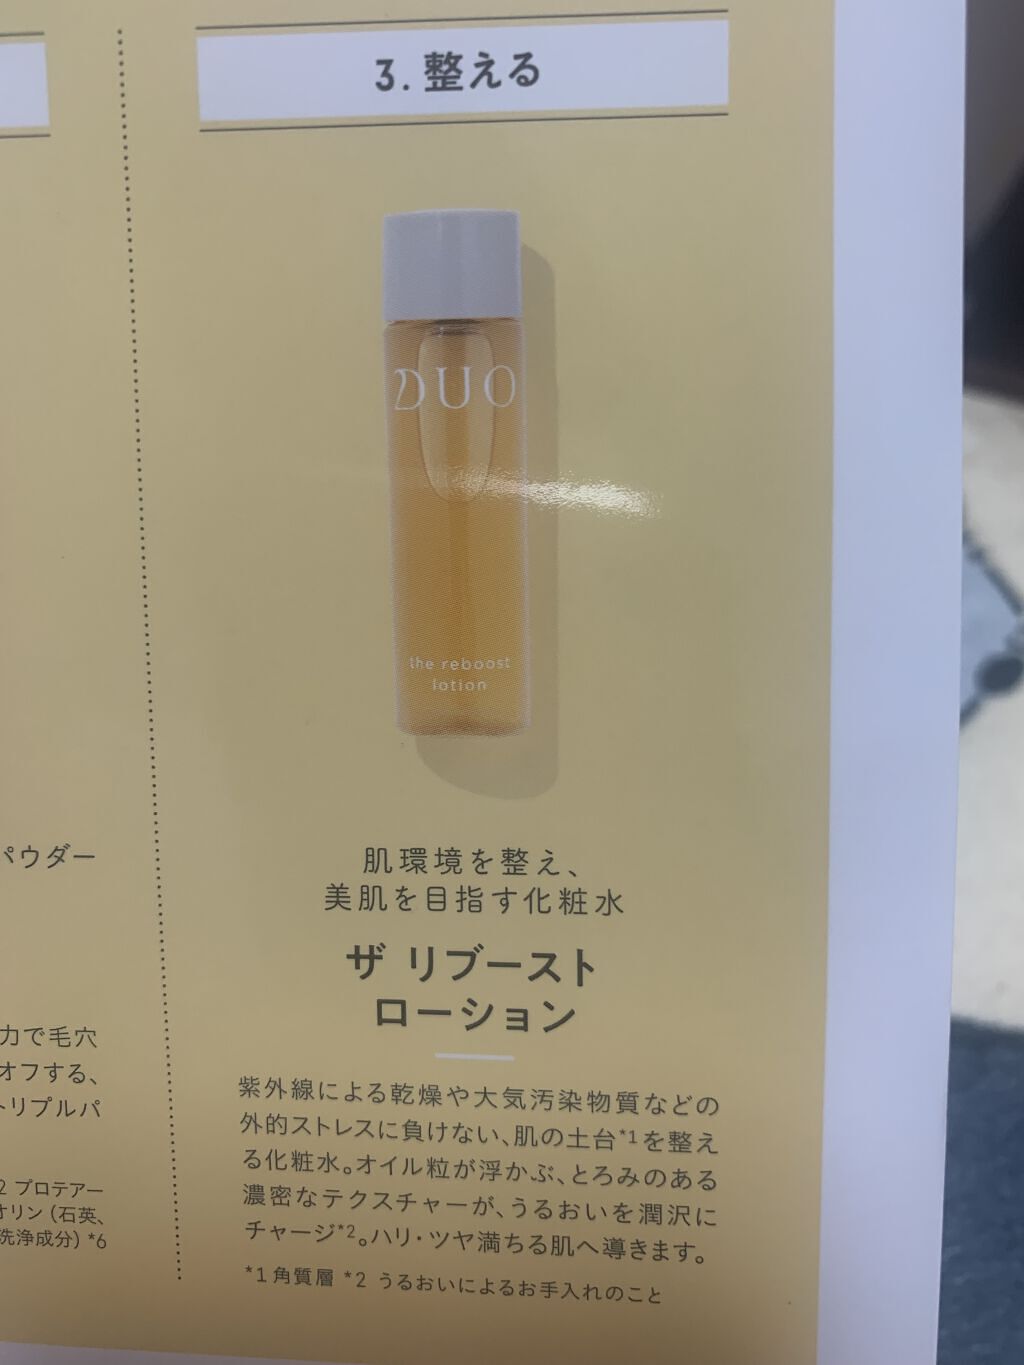 3. 整える
DUO
the reboost
lotion
肌環境を整え、
美肌を目指す化粧水
ザ リブースト
ローション
紫外線による乾燥や大気汚染物質などの
外的ストレスに負けない、肌の土台*1を整え
る化粧水。オイル粒が浮かぶ、とろみのある
濃密なテクスチャーが、うるおいを潤沢に
チャージ*2。ハリ・ツヤ満ちる肌へ導きます。
*1 角質層 *2 うるおいによるお手入れのこと
パウダー
力で毛穴
オフする、
トリプルパ
2 プロテアー
オリン（石英、
洗浄成分）*6